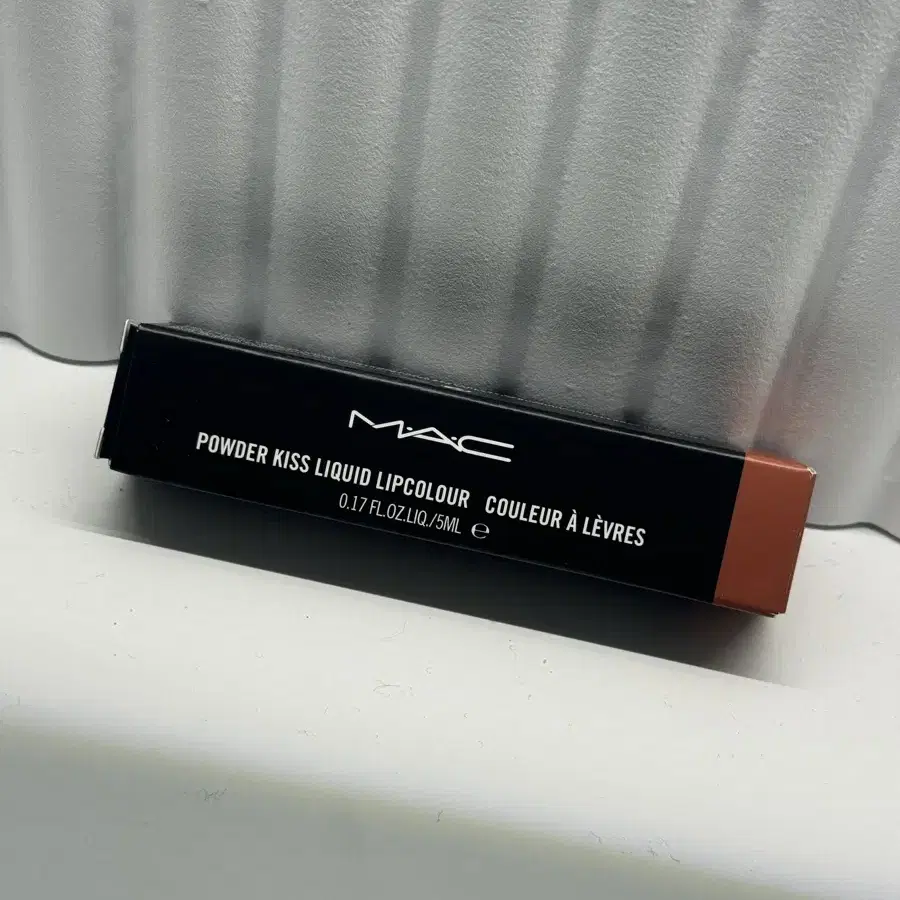 M·A·C
POWDER KISS LIQUID LIPCOLOUR COULEUR À LÈVRES
0.17 FL.OZ.LIQ./5ML ℮